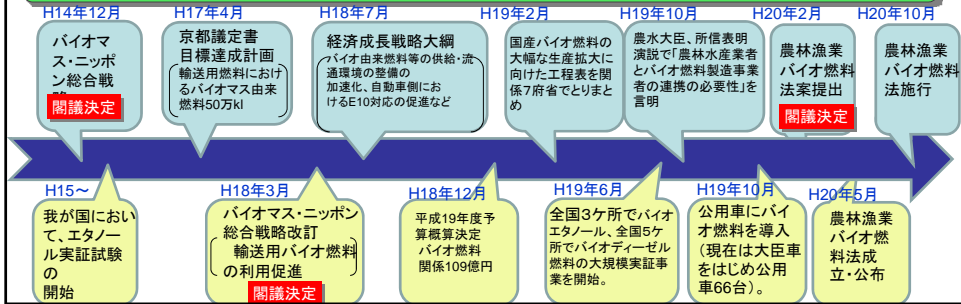 H14年12月
H17年4月
H18年7月
H19年2月
H19年10月
H20年2月
H20年10月
バイオマ
ス・ニッポ
ン総合戦
閣議決定
京都議定書
目標達成計画
輸送用燃料におけ
るバイオマス由来
燃料50万kl
経済成長戦略大綱
バイオ由来燃料等の供給・流
通環境の整備の
加速化、自動車側にお
けるE10対応の促進など
国産バイオ燃料の
大幅な生産拡大に
向けた工程表を関
係7府省でとりまと
め
農水大臣、所信表明
演説で「農林水産業者
とバイオ燃料製造事業
者の連携の必要性」を
言明
農林漁業
バイオ燃料
法案提出
閣議決定
農林漁業
バイオ燃料
法施行
H15~
我が国におい
て、エタノー
ル実証試験
の
開始
H18年3月
バイオマス・ニッポン
総合戦略改訂
輸送用バイオ燃料
の利用促進
閣議決定
H18年12月
平成19年度予
算概算決定
バイオ燃料
関係109億円
H19年6月
全国3ケ所でバイオ
エタノール、全国5ケ
所でバイオディーゼル
燃料の大規模実証事
業を開始。
H19年10月
公用車にバイ
オ燃料を導入
(現在は大臣車
をはじめ公用
車66台)。
H20年5月
農林漁業
バイオ燃
料法成
立・公布